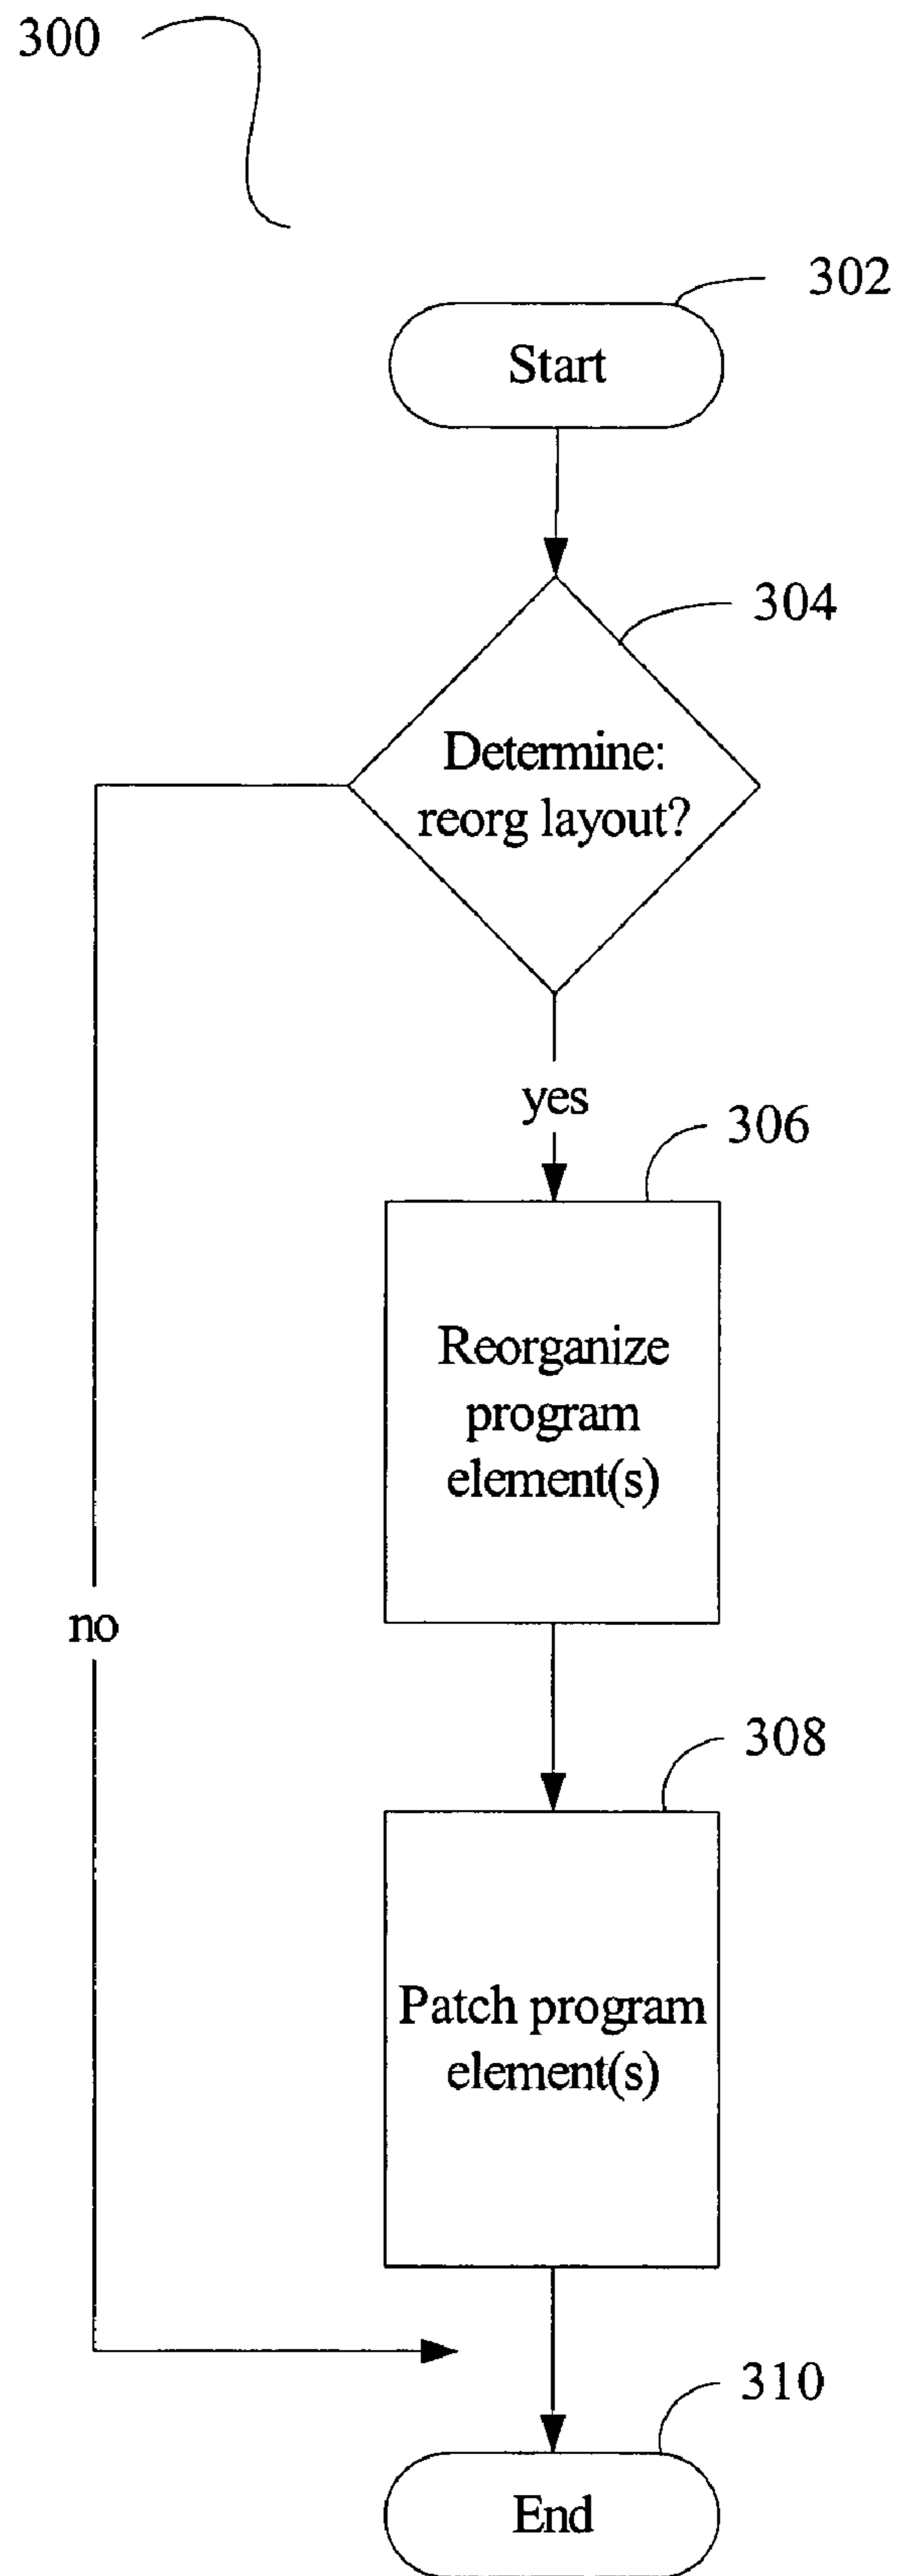 300
302
Start
304
Determine:
reorg layout?
yes
306
Reorganize
program
element(s)
no
308
Patch program
element(s)
310
End